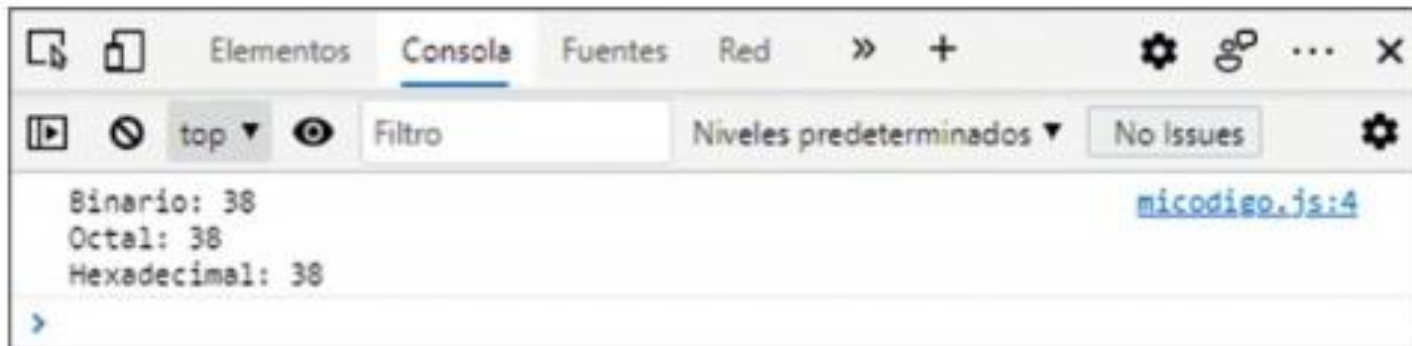 Elementos Consola Fuentes Red
top Filtro Niveles predeterminados No Issues
Binario: 38 micodigo.js:4
Octal: 38
Hexadecimal: 38